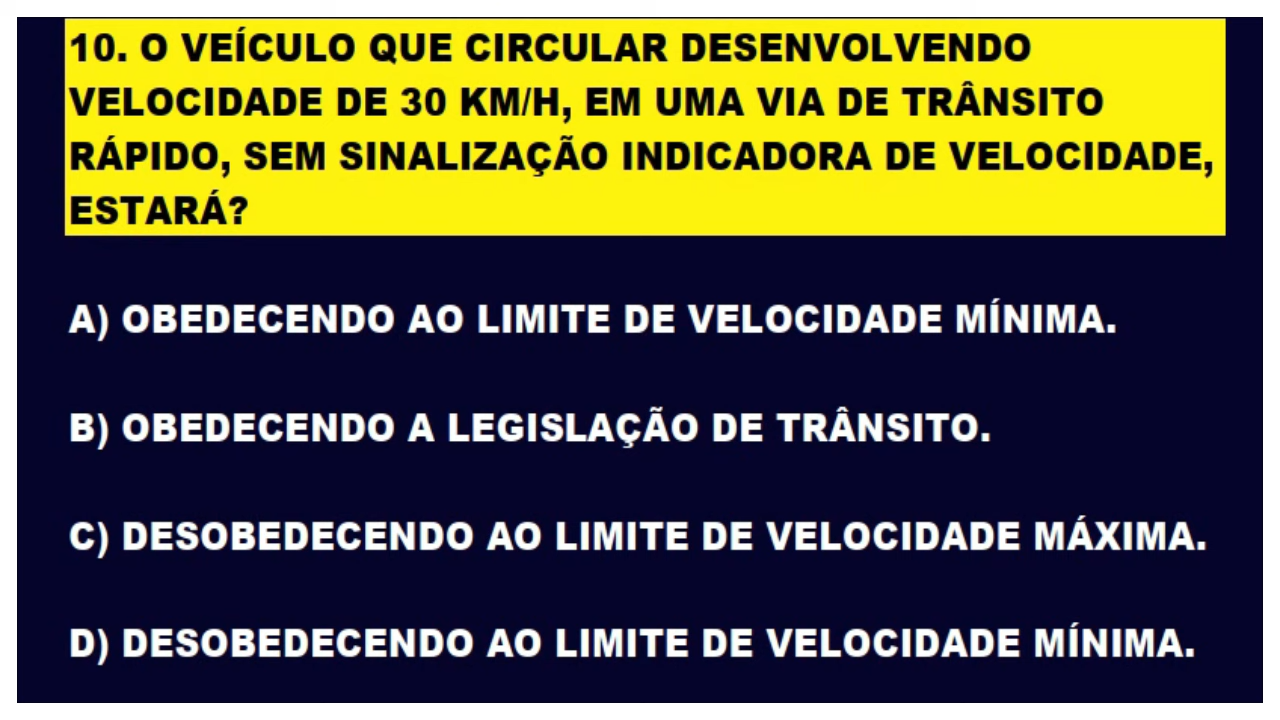 10. O VEÍCULO QUE CIRCULAR DESENVOLVENDO
VELOCIDADE DE 30 KM/H, EM UMA VIA DE TRÂNSITO
RÁPIDO, SEM SINALIZAÇÃO INDICADORA DE VELOCIDADE,
ESTARÁ?
A) OBEDECENDO AO LIMITE DE VELOCIDADE MÍNIMA.
B) OBEDECENDO A LEGISLAÇÃO DE TRÂNSITO.
C) DESOBEDECENDO AO LIMITE DE VELOCIDADE MÁXIMA.
D) DESOBEDECENDO AO LIMITE DE VELOCIDADE MÍNIMA.